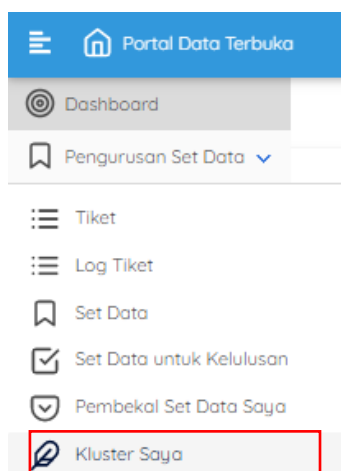 Portal Data Terbuka
Dashboard
Pengurusan Set Data
Tiket
Log Tiket
Set Data
Set Data untuk Kelulusan
Pembekal Set Data Saya
Kluster Saya